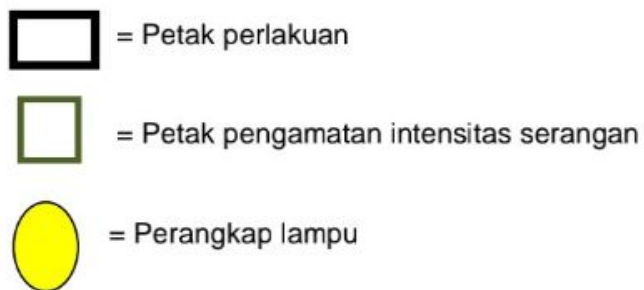 = Petak perlakuan
= Petak pengamatan intensitas serangan
= Perangkap lampu